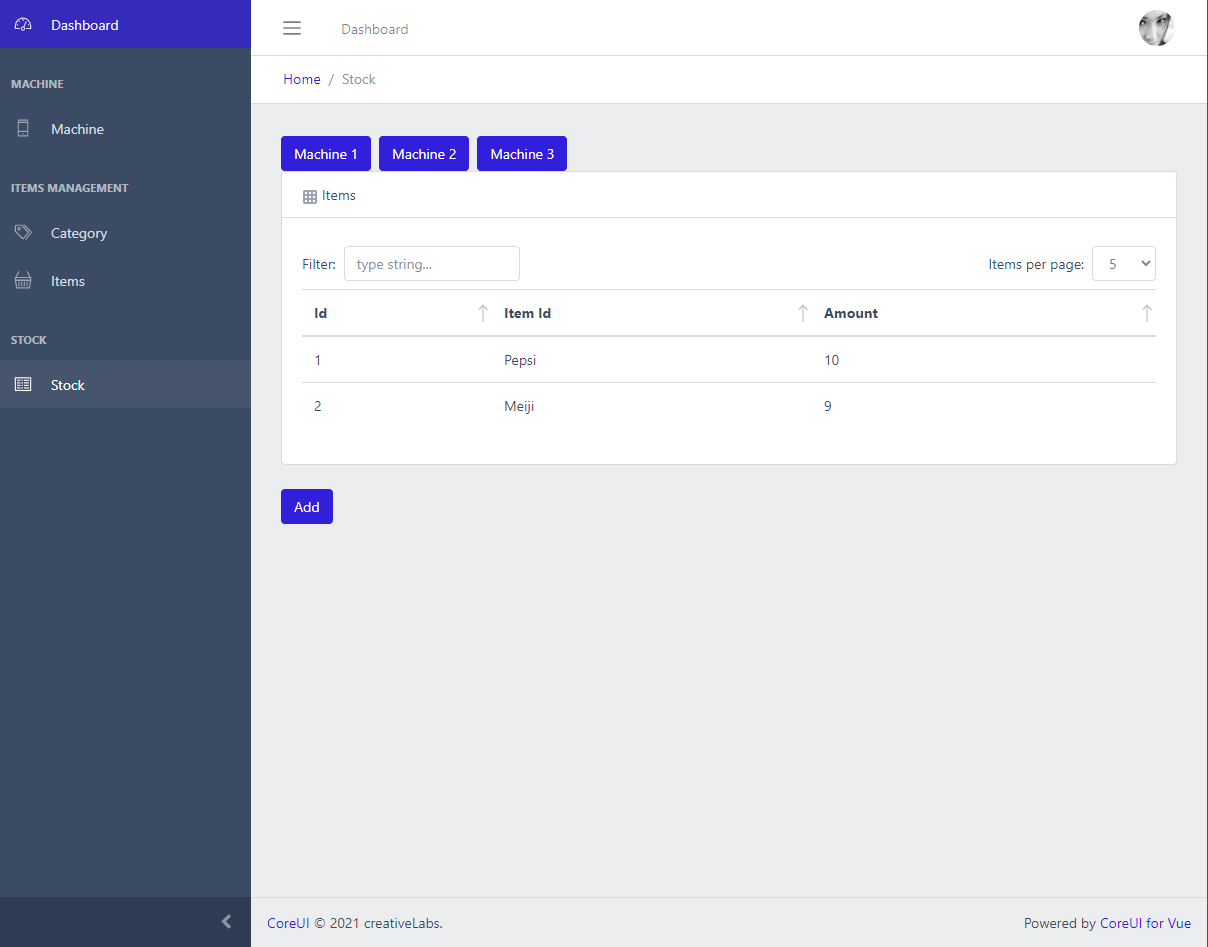 Dashboard
MACHINE
Machine
ITEMS MANAGEMENT
Category
Items
STOCK
Stock
Dashboard
Home / Stock
Machine 1 Machine 2 Machine 3
Items
Filter: type string... Items per page: 5
Id Item Id Amount
1 Pepsi 10
2 Meiji 9
Add
CoreUI © 2021 creativeLabs. Powered by CoreUI for Vue